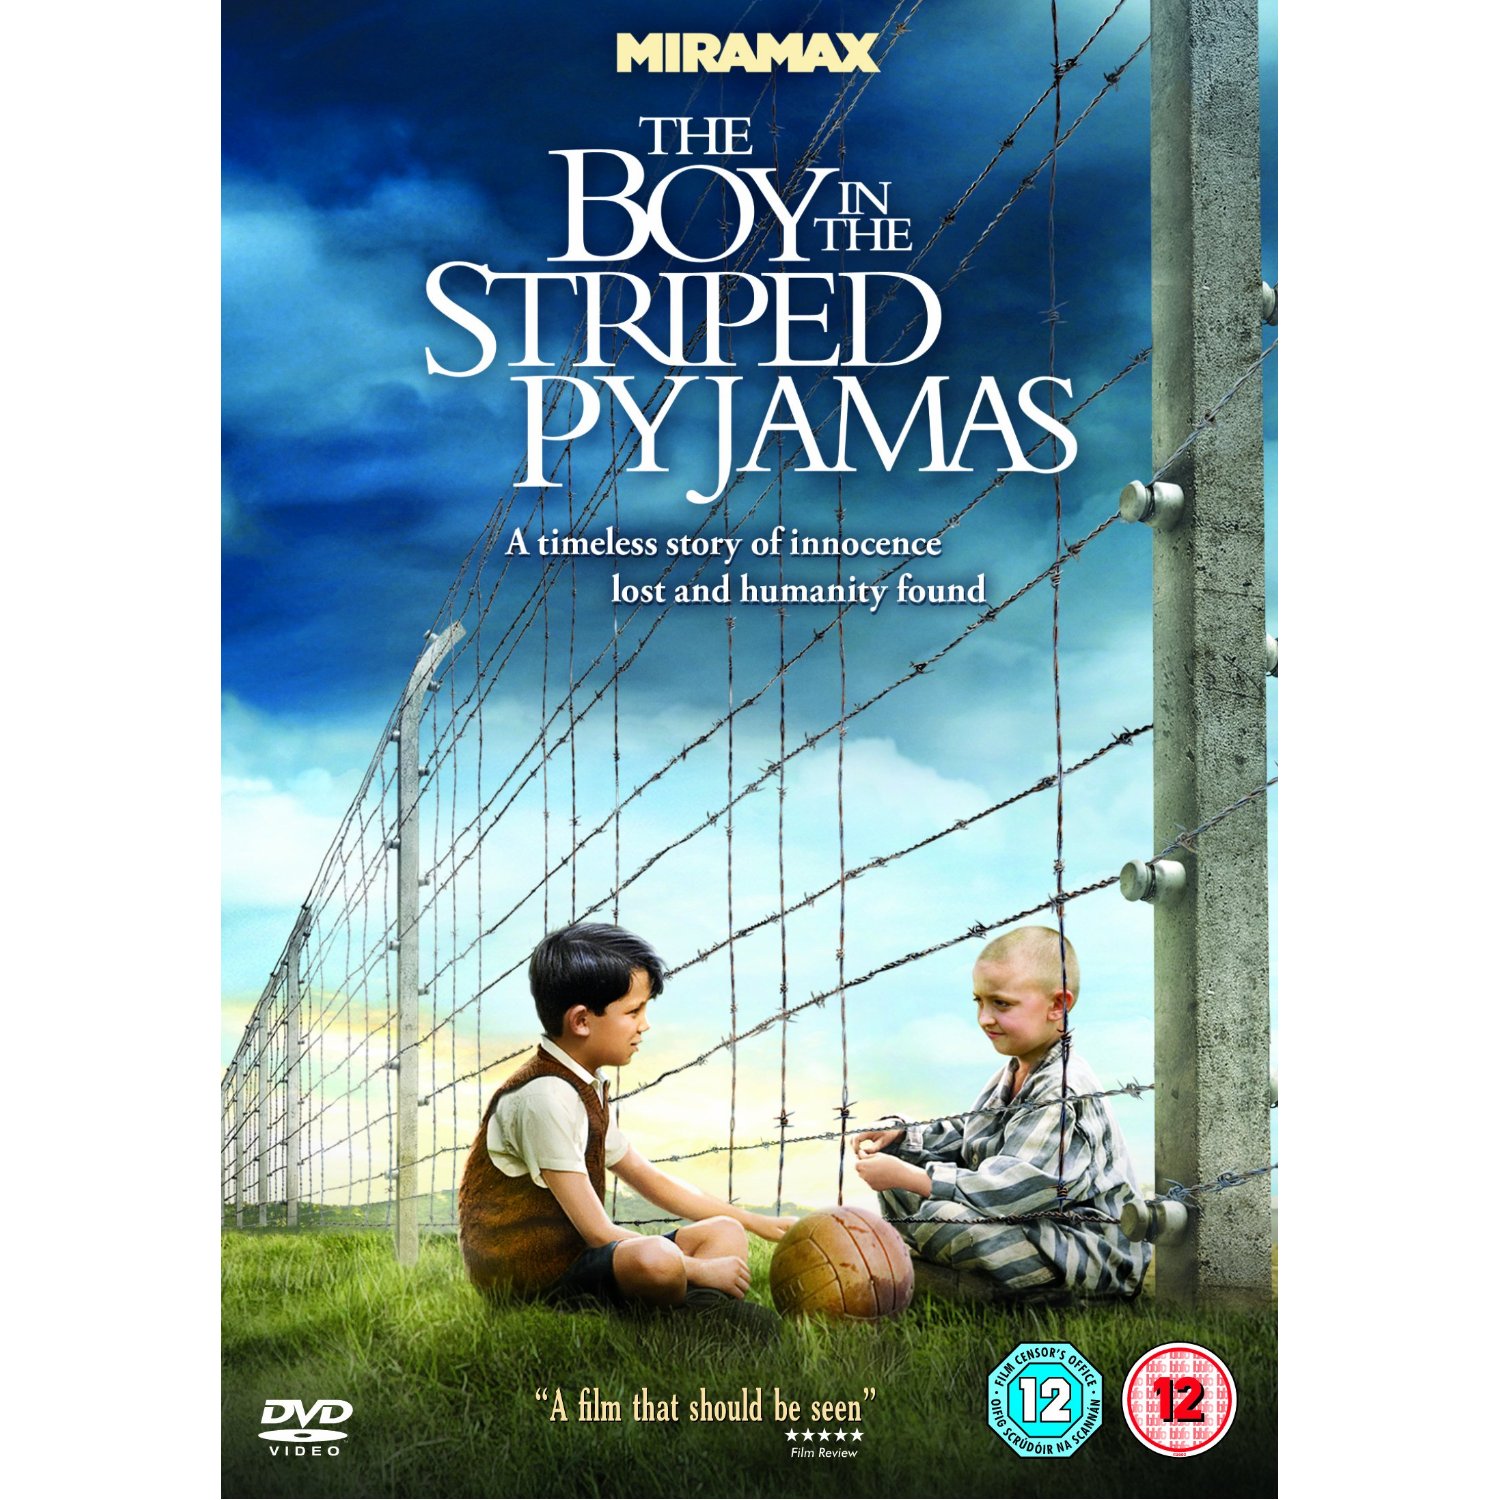 MIRAMAX
THE
BOY IN THE
STRIPED
PYJAMAS
A timeless story of innocence
lost and humanity found
"A film that should be seen"
★★★★★
Film Review
DVD
VIDEO
· FILM CENSOR'S OFFICE ·
12
OIFIG SCRÚDÓIR NA SCANNÁN
bbfc
12